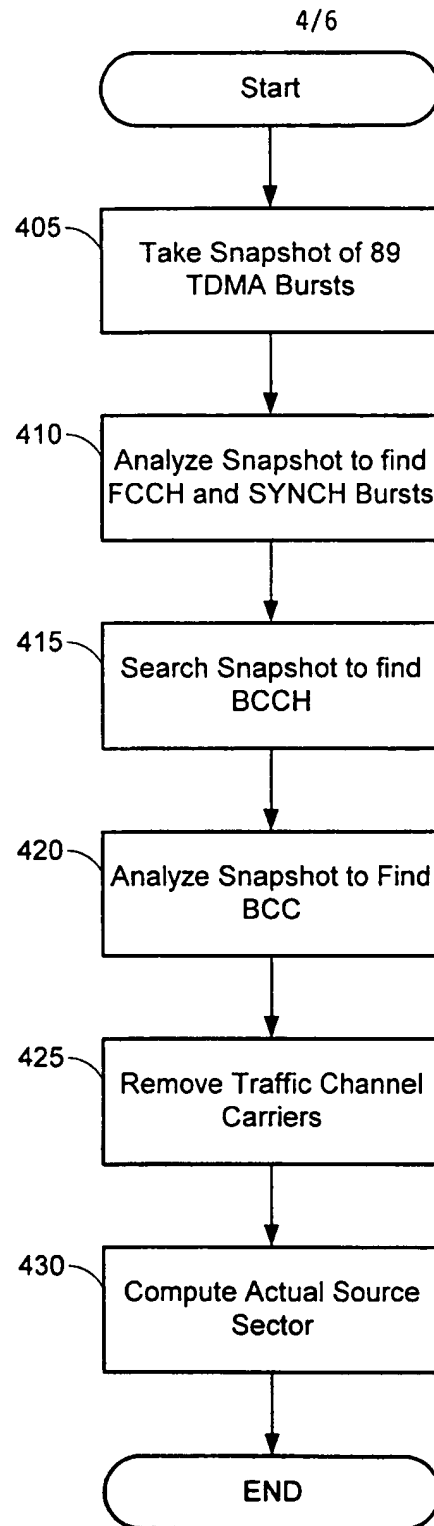 4/6
Start
405
Take Snapshot of 89
TDMA Bursts
410
Analyze Snapshot to find
FCCH and SYNCH Bursts
415
Search Snapshot to find
BCCH
420
Analyze Snapshot to Find
BCC
425
Remove Traffic Channel
Carriers
430
Compute Actual Source
Sector
END